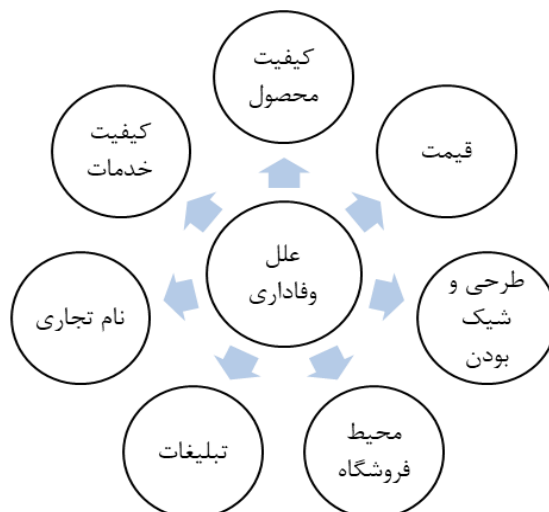 کیفیت
محصول
قیمت
طرحی و
شیک
بودن
محیط
فروشگاه
تبلیغات
نام تجاری
کیفیت
خدمات
علل
وفاداری